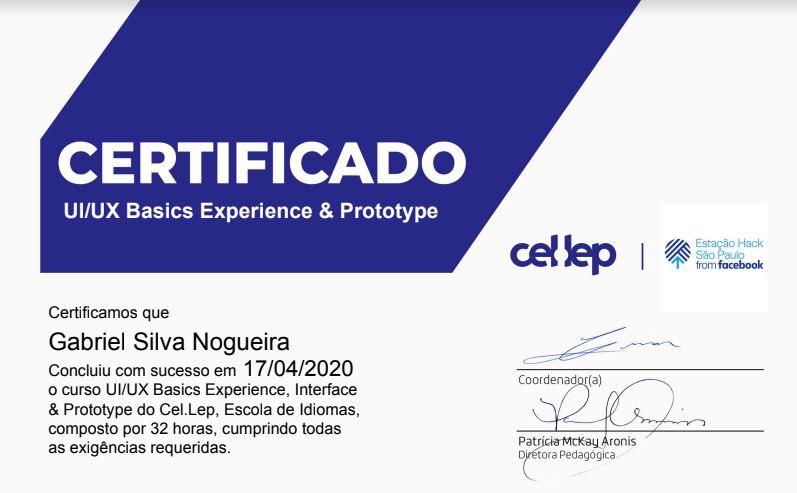 CERTIFICADO
UI/UX Basics Experience & Prototype
cel.lep
Estação Hack
São Paulo
from facebook
Certificamos que
Gabriel Silva Nogueira
Concluiu com sucesso em 17/04/2020
o curso UI/UX Basics Experience, Interface
& Prototype do Cel.Lep, Escola de Idiomas,
composto por 32 horas, cumprindo todas
as exigências requeridas.
Coordenador(a)
Patrícia McKay Aronis
Diretora Pedagógica